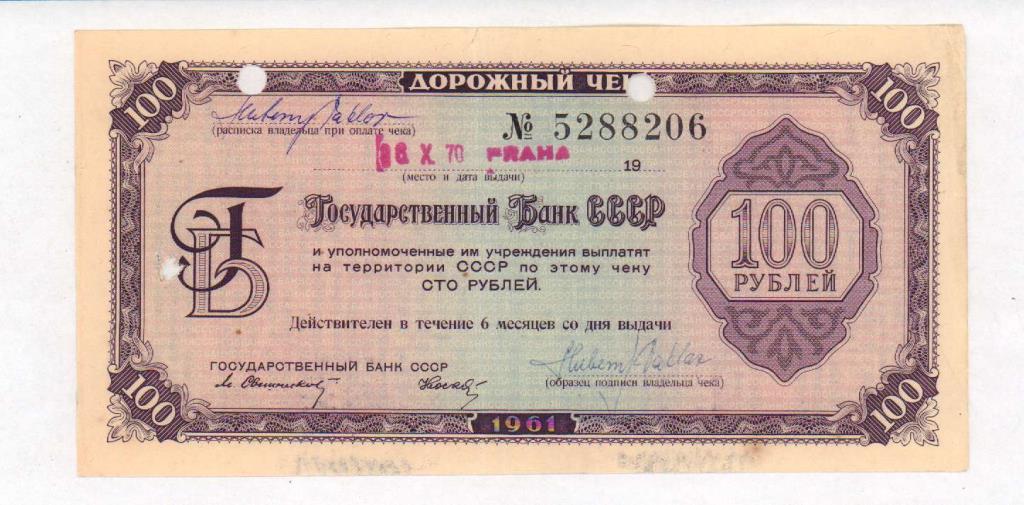 ДОРОЖНЫЙ ЧЕК
100
100
(расписка владельца при оплате чека)
№ 5288206
6 X 70 PRAHA
19
(место и дата выдачи)
ГБ
Государственный Банк СССР
и уполномоченные им учреждения выплатят
на территории СССР по этому чеку
СТО РУБЛЕЙ.
100
РУБЛЕЙ
Действителен в течение 6 месяцев со дня выдачи
ГОСУДАРСТВЕННЫЙ БАНК СССР
(образец подписи владельца чека)
100
100
1961